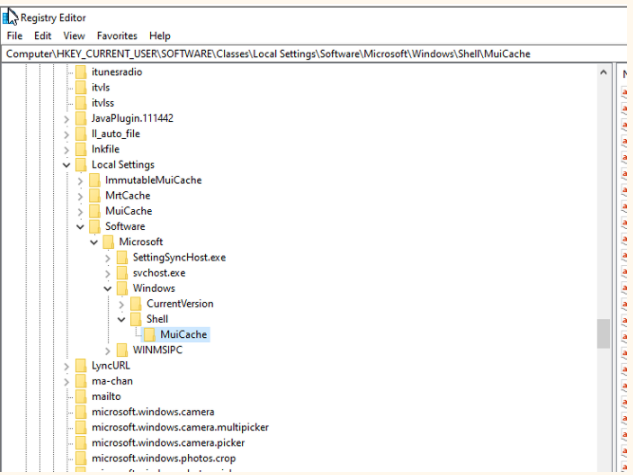 Registry Editor
File Edit View Favorites Help
Computer\HKEY_CURRENT_USER\SOFTWARE\Classes\Local Settings\Software\Microsoft\Windows\Shell\MuiCache
itunesradio
itvls
itvlss
JavaPlugin.111442
ll_auto_file
lnkfile
Local Settings
ImmutableMuiCache
MrtCache
MuiCache
Software
Microsoft
SettingSyncHost.exe
svchost.exe
Windows
CurrentVersion
Shell
MuiCache
WINMSIPC
LyncURL
ma-chan
mailto
microsoft.windows.camera
microsoft.windows.camera.multipicker
microsoft.windows.camera.picker
microsoft.windows.photos.crop